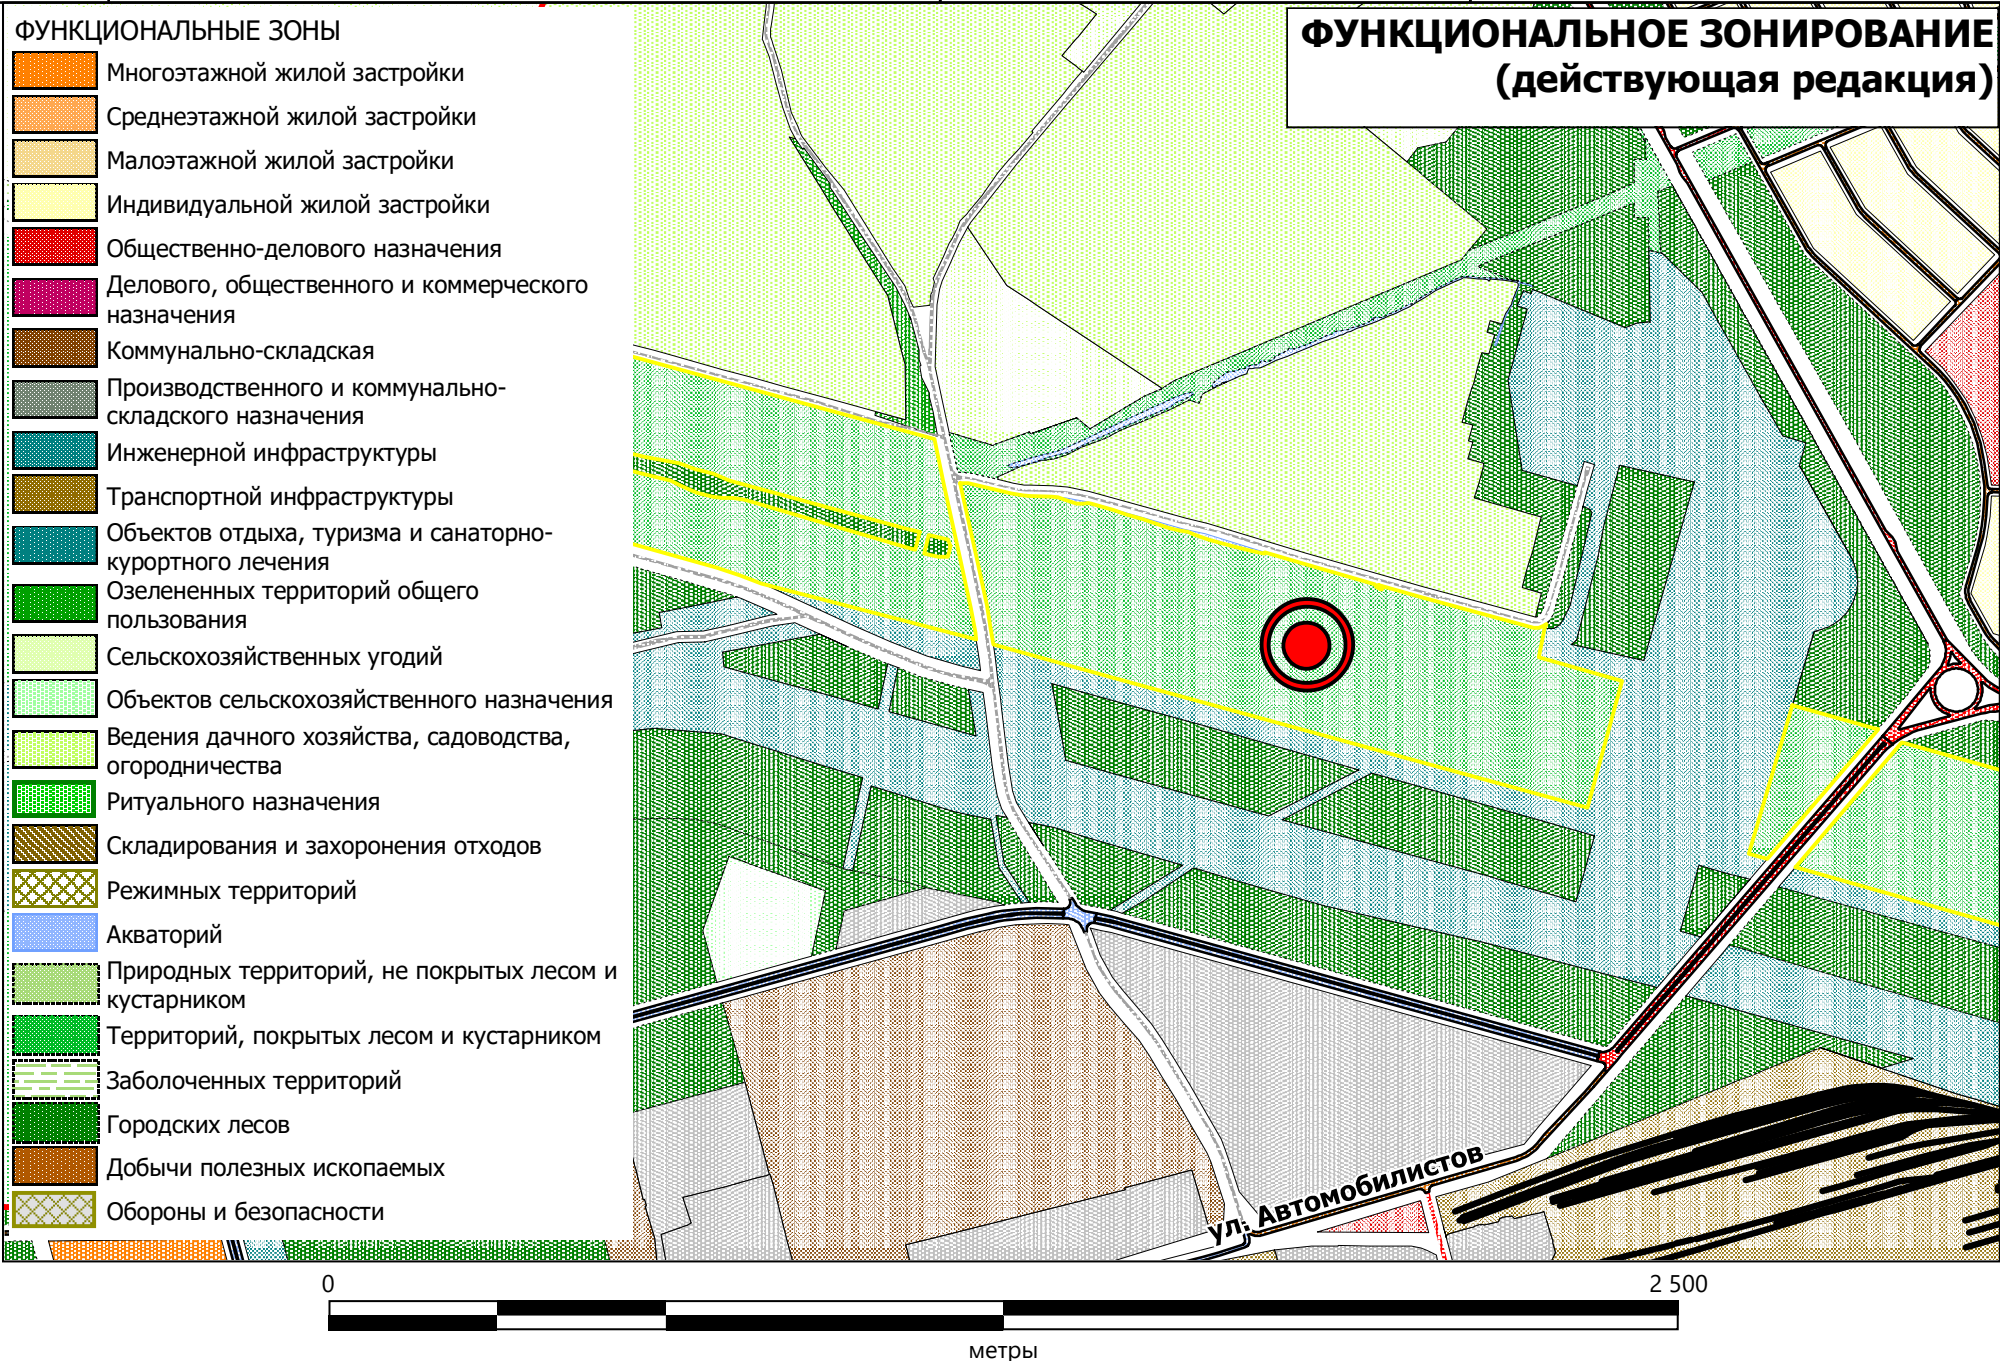 ФУНКЦИОНАЛЬНЫЕ ЗОНЫ
Многоэтажной жилой застройки
Среднеэтажной жилой застройки
Малоэтажной жилой застройки
Индивидуальной жилой застройки
Общественно-делового назначения
Делового, общественного и коммерческого
назначения
Коммунально-складская
Производственного и коммунально-
складского назначения
Инженерной инфраструктуры
Транспортной инфраструктуры
Объектов отдыха, туризма и санаторно-
курортного лечения
Озелененных территорий общего
пользования
Сельскохозяйственных угодий
Объектов сельскохозяйственного назначения
Ведения дачного хозяйства, садоводства,
огородничества
Ритуального назначения
Складирования и захоронения отходов
Режимных территорий
Акваторий
Природных территорий, не покрытых лесом и
кустарником
Территорий, покрытых лесом и кустарником
Заболоченных территорий
Городских лесов
Добычи полезных ископаемых
Обороны и безопасности
ФУНКЦИОНАЛЬНОЕ ЗОНИРОВАНИЕ
(действующая редакция)
ул. Автомобилистов
0
2 500
метры